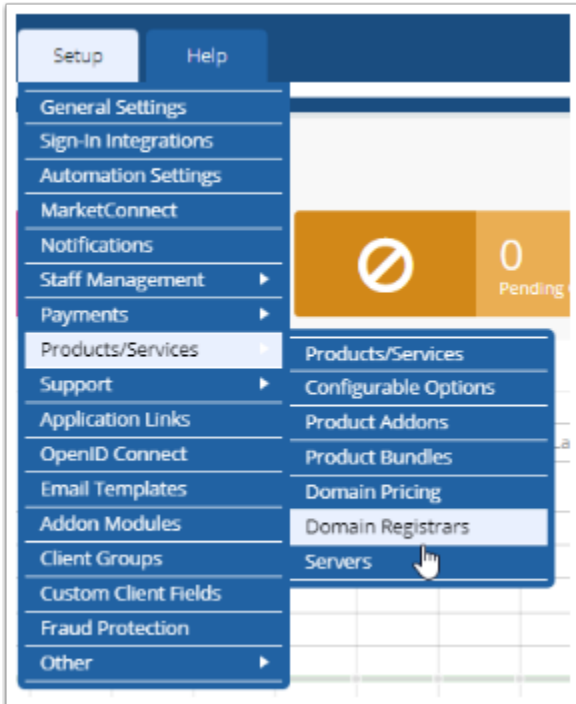 Setup
Help
General Settings
Sign-In Integrations
Automation Settings
MarketConnect
Notifications
Staff Management
Payments
Products/Services
Support
Application Links
OpenID Connect
Email Templates
Addon Modules
Client Groups
Custom Client Fields
Fraud Protection
Other
0
Pending
Products/Services
Configurable Options
Product Addons
Product Bundles
Domain Pricing
Domain Registrars
Servers